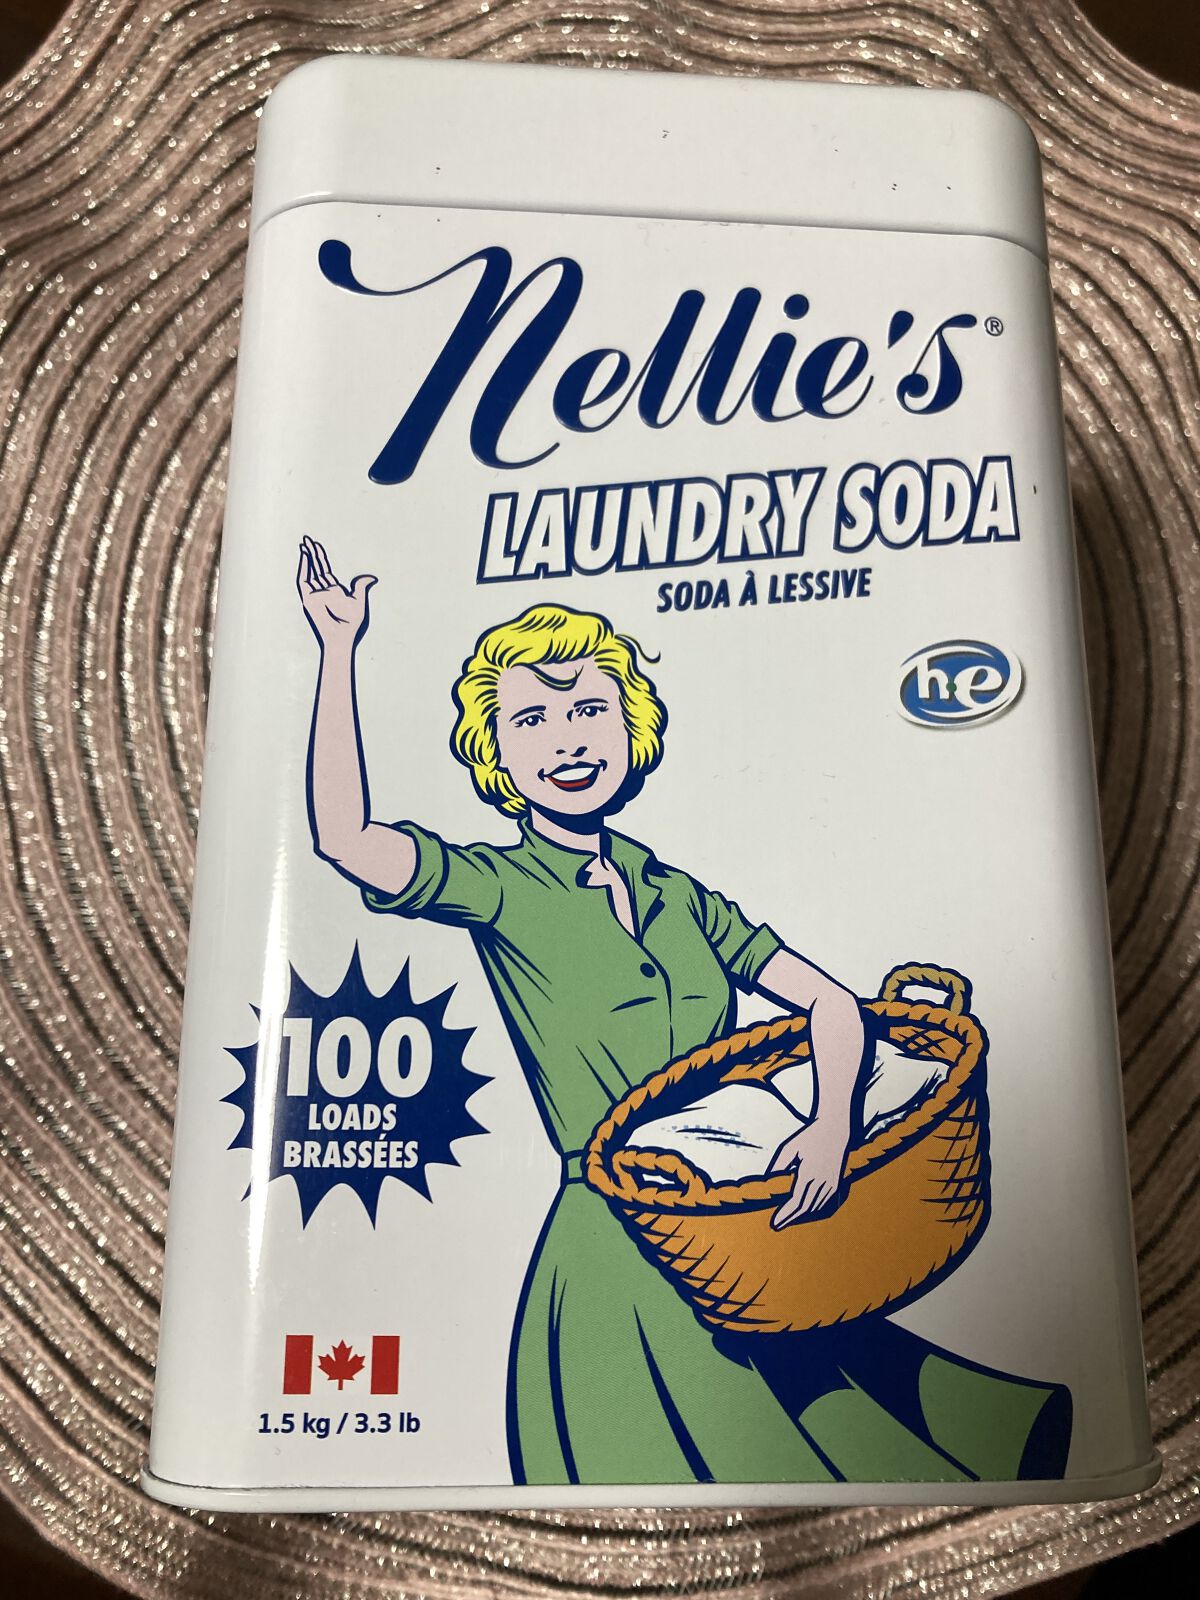 Nellie's®
LAUNDRY SODA
SODA À LESSIVE
he
100
LOADS
BRASSÉES
1.5 kg / 3.3 lb